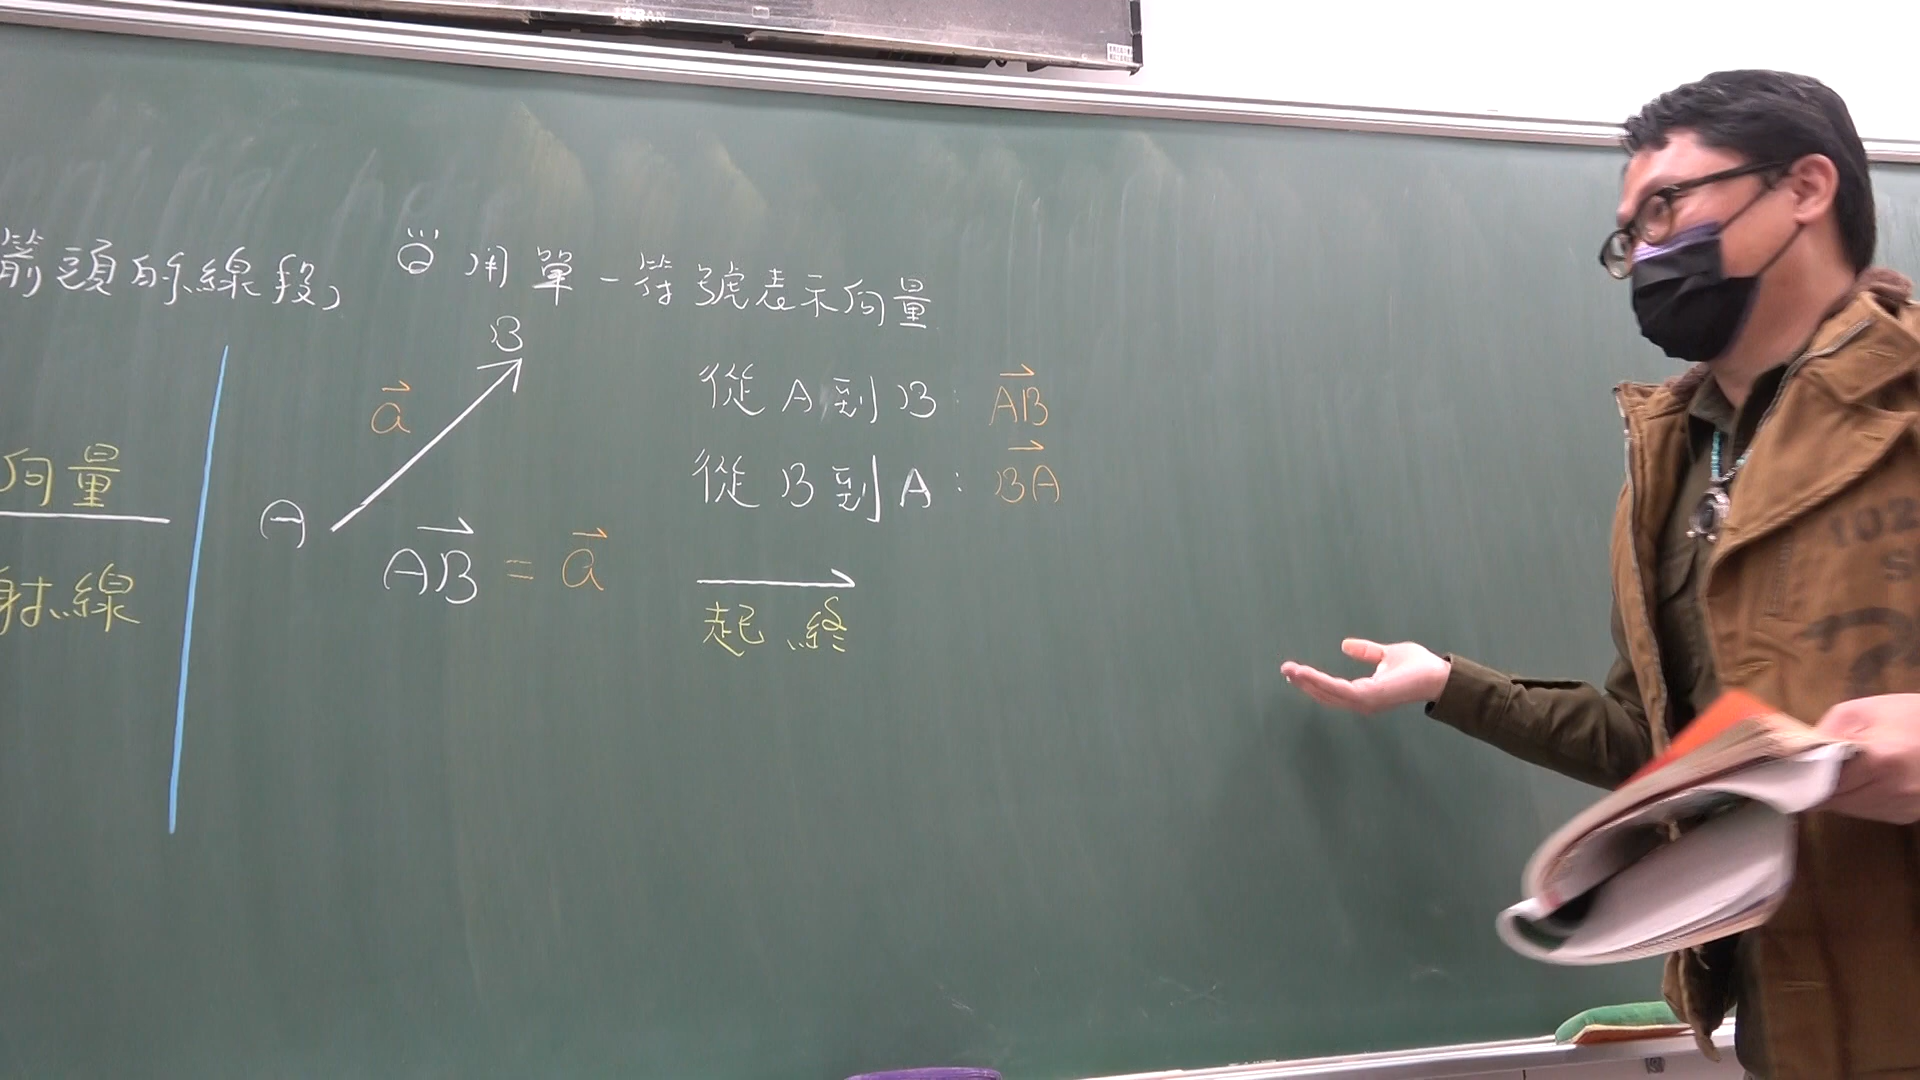 箭頭的線段,
用單一符號表示向量
B
a⃗
A
AB⃗ = a⃗
從A到B: AB⃗
從B到A: BA⃗
起 終
向量
射線
102